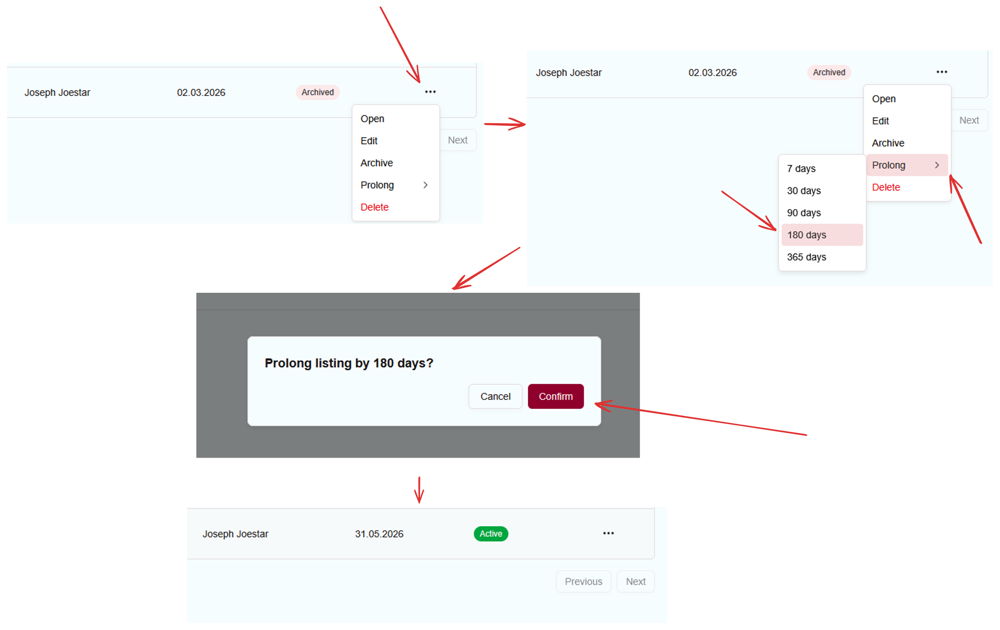 Joseph Joestar 02.03.2026 Archived
Open
Edit
Next
Archive
Prolong
Delete
Joseph Joestar 02.03.2026 Archived
Open
Edit
Next
Archive
Prolong
Delete
7 days
30 days
90 days
180 days
365 days
Prolong listing by 180 days?
Cancel Confirm
Joseph Joestar 31.05.2026 Active
Previous Next